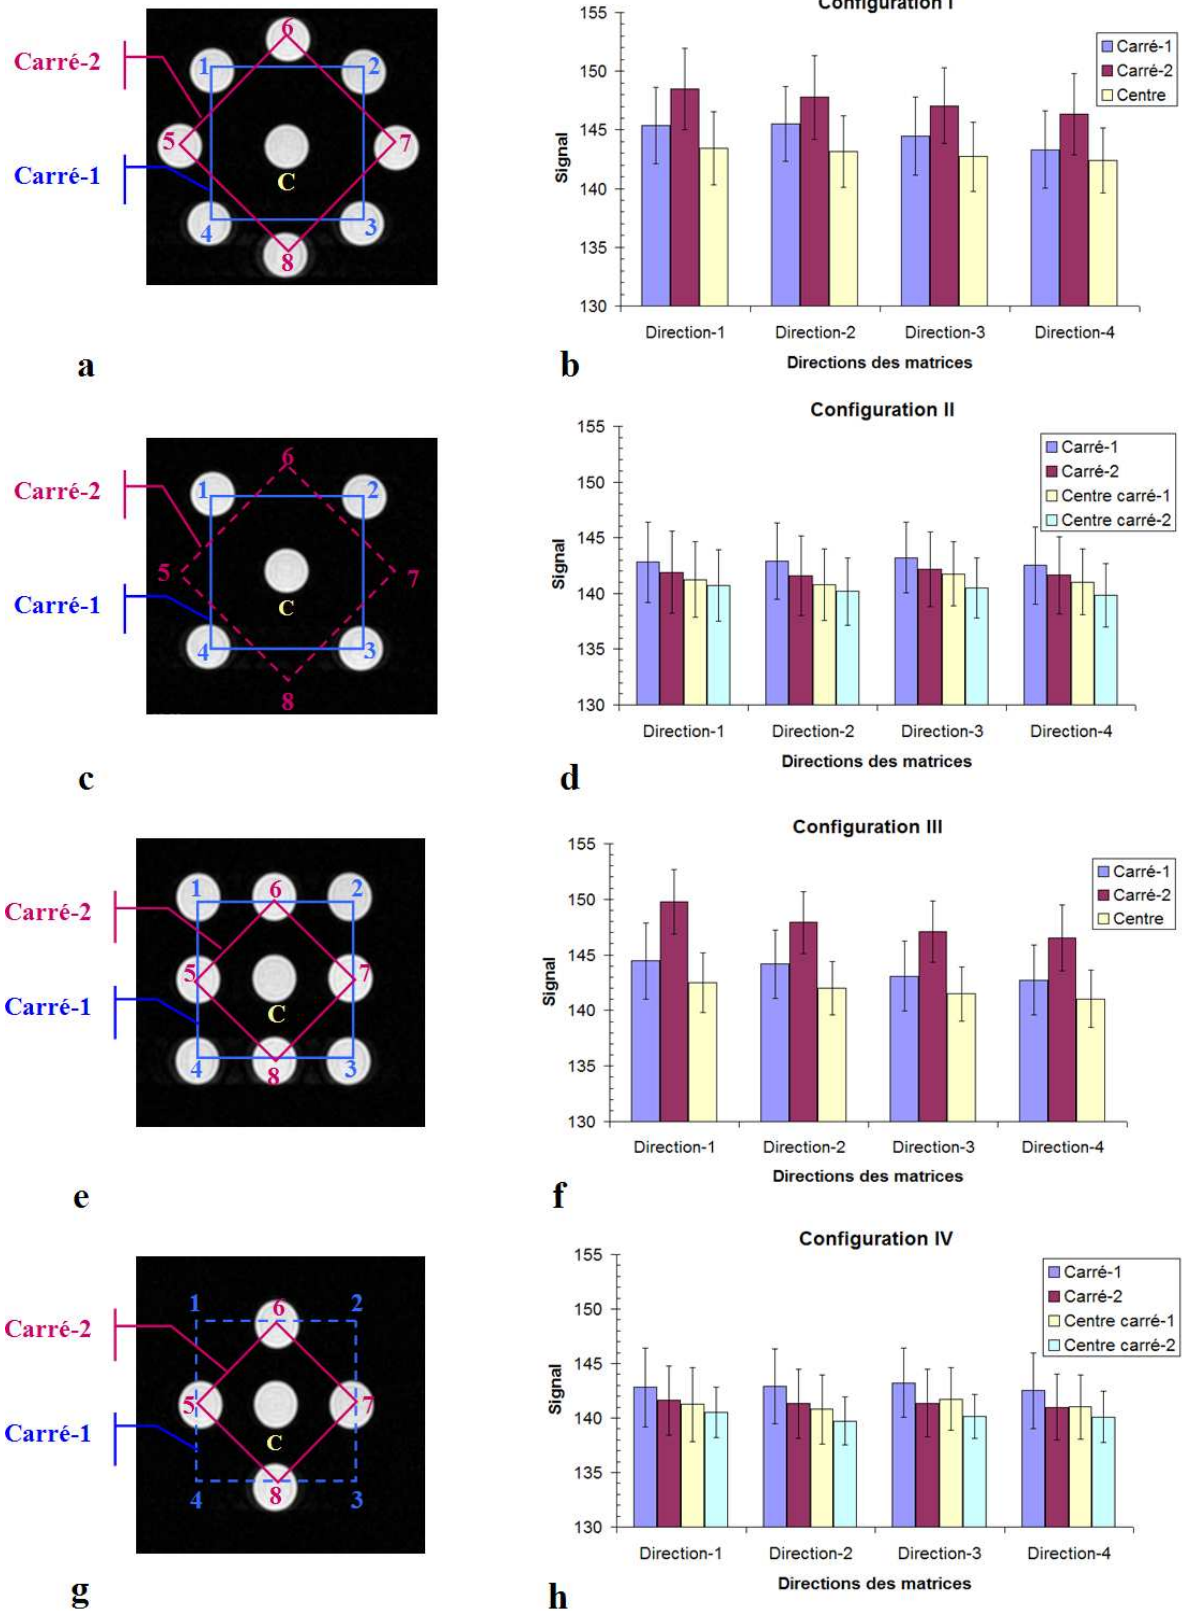 Carré-2
Carré-1
1
2
3
4
5
6
7
8
C
a
Configuration I
Signal
155
150
145
140
135
130
Carré-1
Carré-2
Centre
Direction-1 Direction-2 Direction-3 Direction-4
Directions des matrices
b
Carré-2
Carré-1
1
2
3
4
5
6
7
8
C
c
Configuration II
Signal
155
150
145
140
135
130
Carré-1
Carré-2
Centre carré-1
Centre carré-2
Direction-1 Direction-2 Direction-3 Direction-4
Directions des matrices
d
Carré-2
Carré-1
1
2
3
4
5
6
7
8
C
e
Configuration III
Signal
155
150
145
140
135
130
Carré-1
Carré-2
Centre
Direction-1 Direction-2 Direction-3 Direction-4
Directions des matrices
f
Carré-2
Carré-1
1
2
3
4
5
6
7
8
C
g
Configuration IV
Signal
155
150
145
140
135
130
Carré-1
Carré-2
Centre carré-1
Centre carré-2
Direction-1 Direction-2 Direction-3 Direction-4
Directions des matrices
h